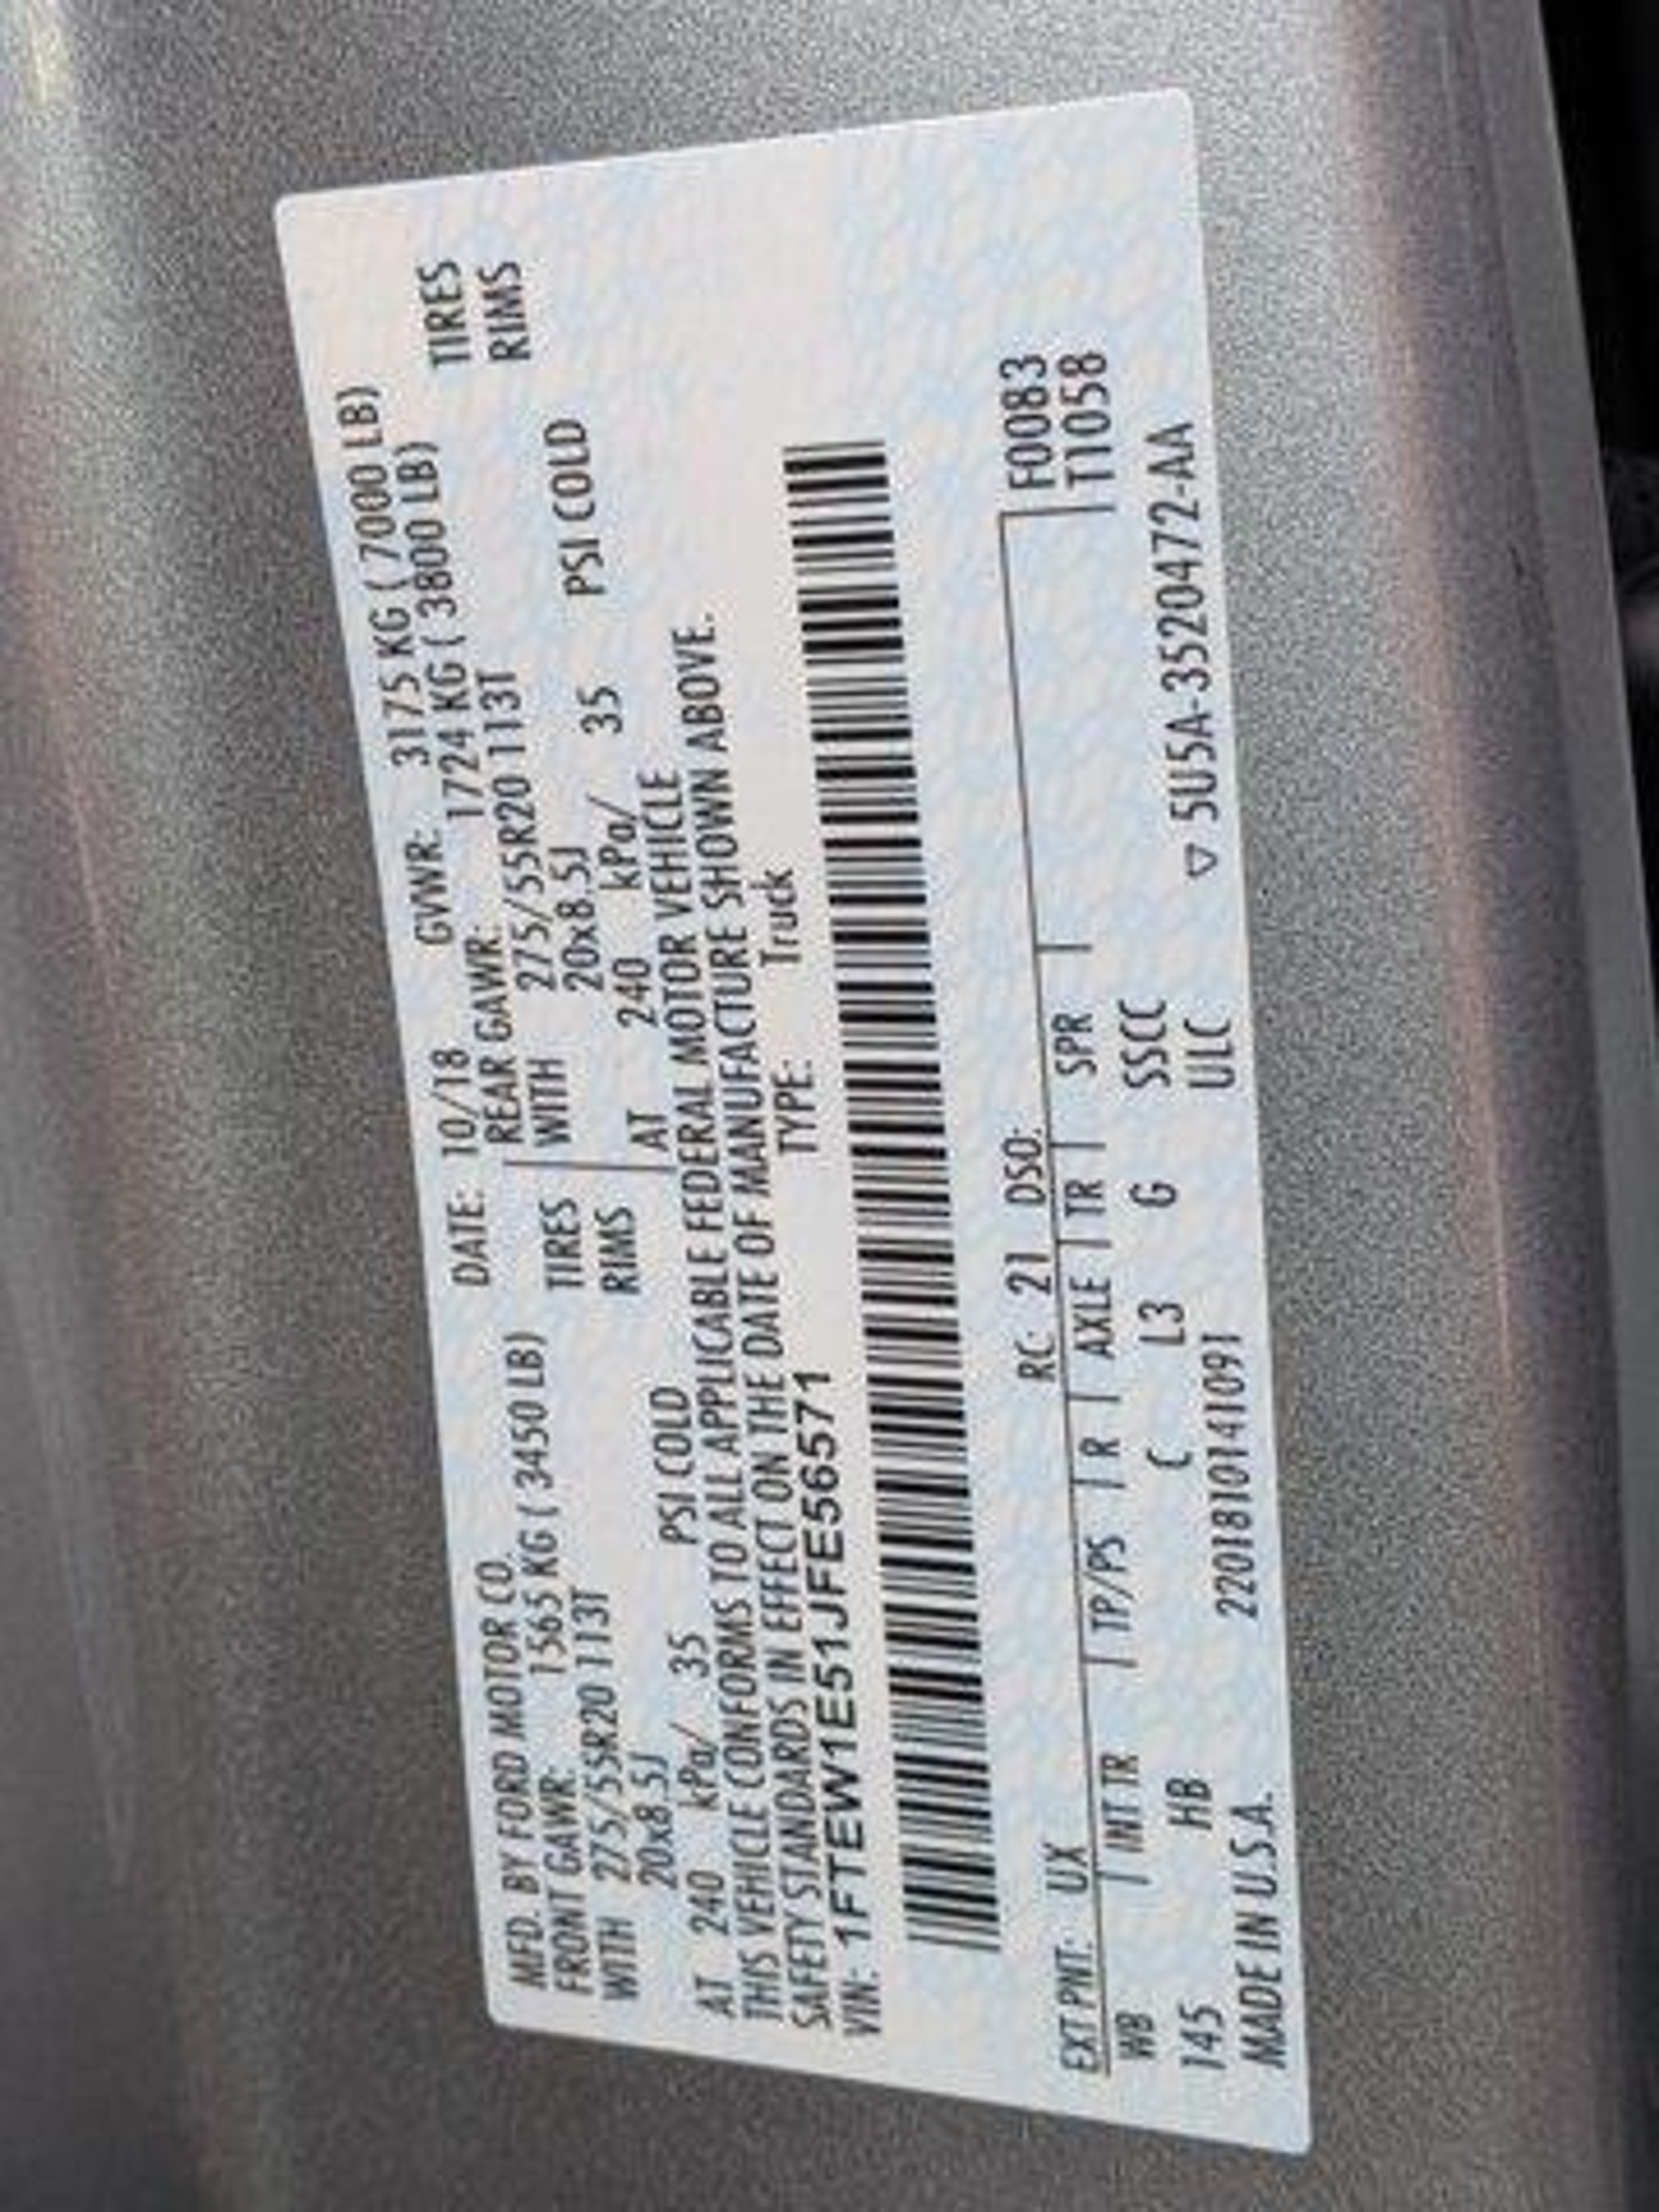 MFD. BY FORD MOTOR CO. DATE: 10/18 GVWR: 3175 KG ( 7000 LB)
FRONT GAWR: 1565 KG ( 3450 LB) REAR GAWR: 1724 KG ( 3800 LB)
WITH 275/55R20 113T TIRES WITH 275/55R20 113T TIRES
20x8.5J RIMS 20x8.5J RIMS
AT 240 kPa/ 35 PSI COLD AT 240 kPa/ 35 PSI COLD
THIS VEHICLE CONFORMS TO ALL APPLICABLE FEDERAL MOTOR VEHICLE
SAFETY STANDARDS IN EFFECT ON THE DATE OF MANUFACTURE SHOWN ABOVE.
VIN: 1FTEW1E51JFE56571 TYPE: Truck
EXT PNT: UX RC: 21 DSO: F0083
WB INT TR TP/PS R AXLE TR SPR T1058
145 HB C L3 G SSCC
MADE IN U.S.A. 2201810141091 ULC ▽ 5U5A-3520472-AA